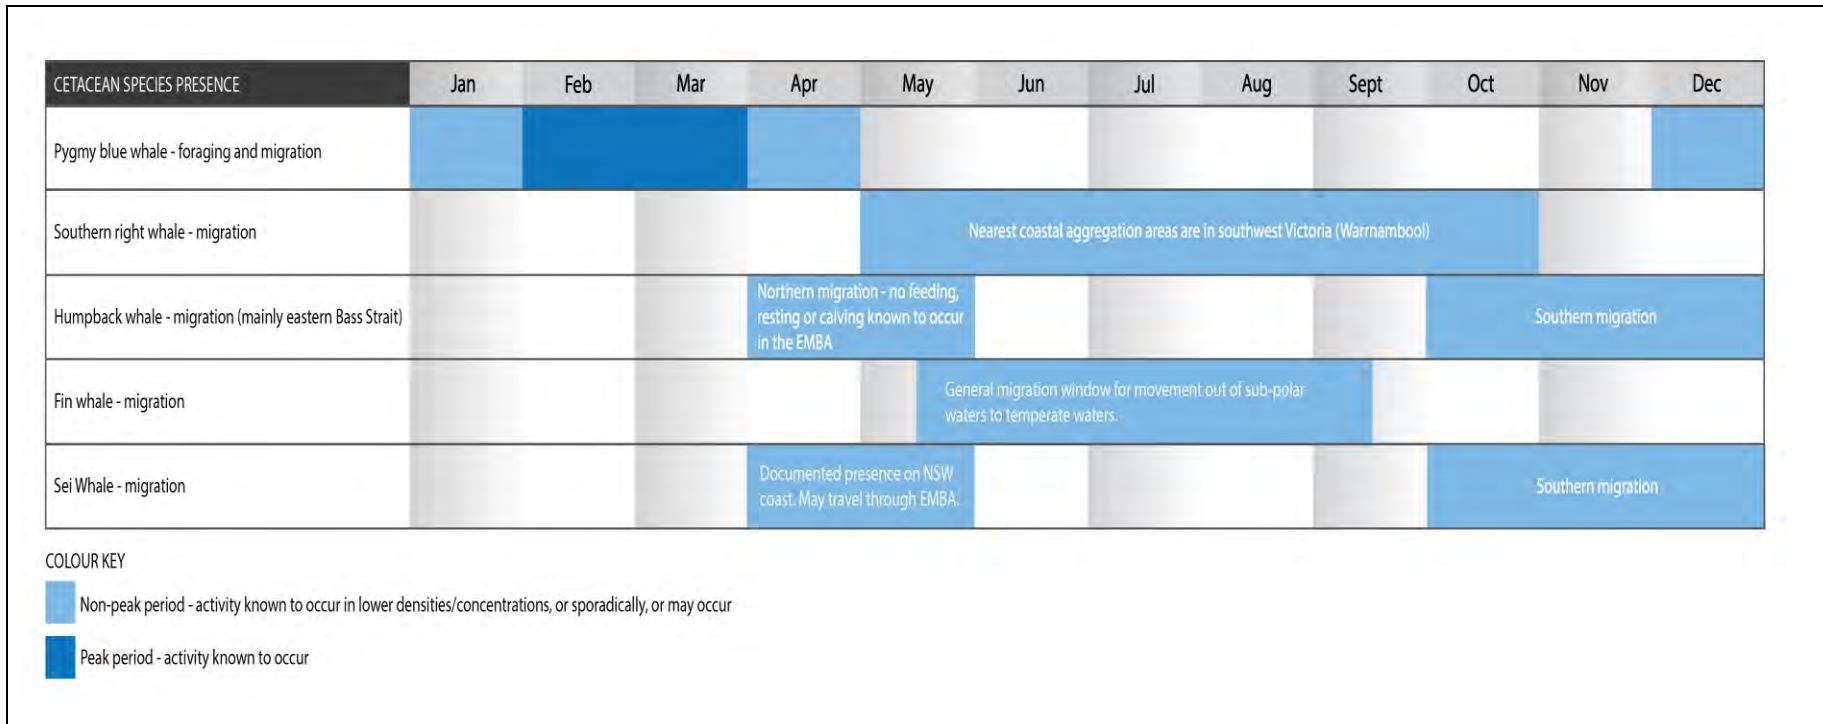 CETACEAN SPECIES PRESENCE Jan Feb Mar Apr May Jun Jul Aug Sept Oct Nov Dec
Pygmy blue whale - foraging and migration
Southern right whale - migration
Nearest coastal aggregation areas are in southwest Victoria (Warrnambool)
Humpback whale - migration (mainly eastern Bass Strait)
Northern migration - no feeding,
resting or calving known to occur
in the EMBA
Southern migration
Fin whale - migration
General migration window for movement out of sub-polar
waters to temperate waters.
Sei Whale - migration
Documented presence on NSW
coast. May travel through EMBA.
Southern migration
COLOUR KEY
Non-peak period - activity known to occur in lower densities/concentrations, or sporadically, or may occur
Peak period - activity known to occur